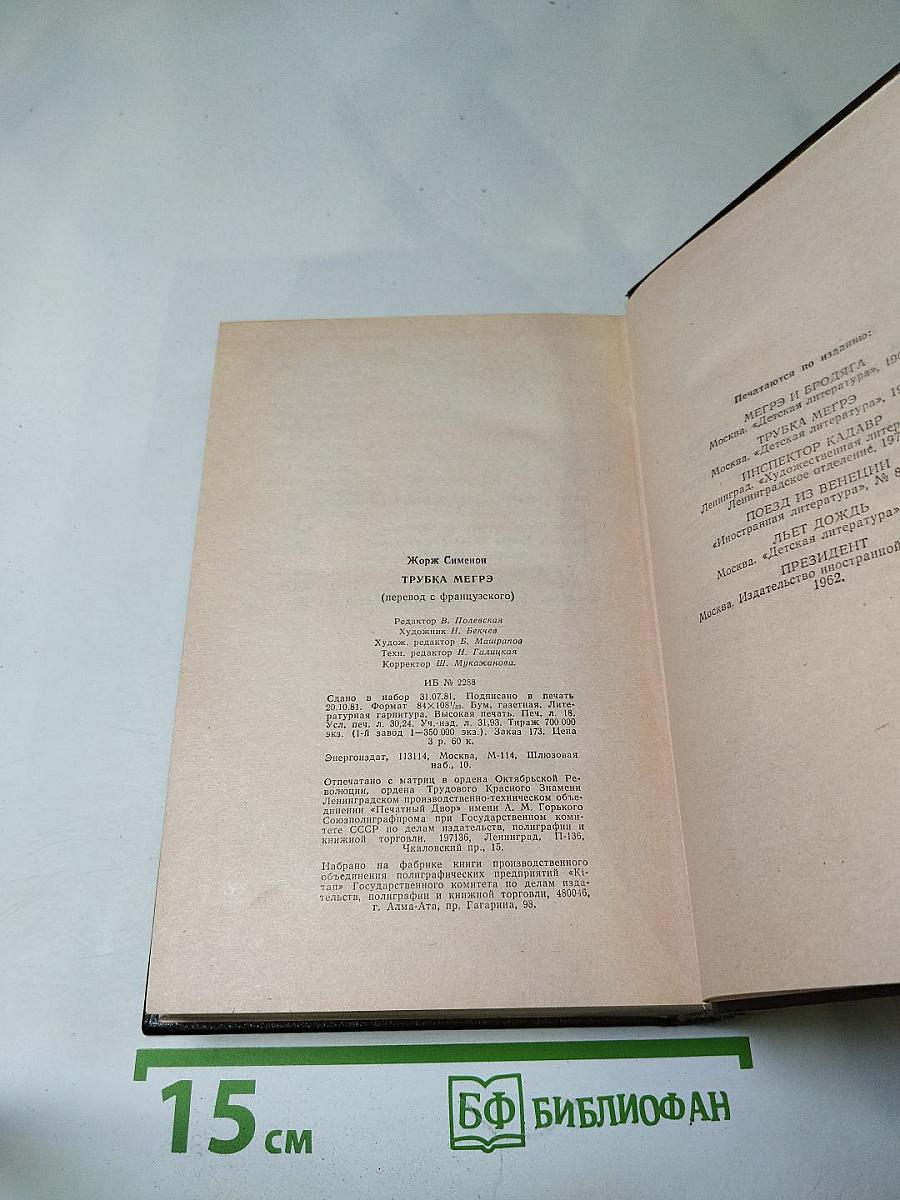 Жорж Сименон
ТРУБКА МЕГРЭ
(перевод с французского)
Редактор В. Полевская
Художник Н. Бекчев
Худож. редактор Б. Машрапов
Техн. редактор Н. Галицкая
Корректор Ш. Мукажанова.
ИБ № 2288
Сдано в набор 31.07.81. Подписано в печать
20.10.81. Формат 84×108¹/₃₂. Бум. газетная. Лите-
ратурная гарнитура. Высокая печать. Печ. л. 18.
Усл. печ. л. 30,24. Уч.-изд. л. 31,93. Тираж 700 000
экз. (1-й завод 1—350 000 экз.). Заказ 173. Цена
3 р. 60 к.
Энергоиздат, 113114, Москва, М-114, Шлюзовая
наб., 10.
Отпечатано с матриц в ордена Октябрьской Ре-
волюции, ордена Трудового Красного Знамени
Ленинградском производственно-техническом объе-
динении «Печатный Двор» имени А. М. Горького
Союзполиграфпрома при Государственном коми-
тете СССР по делам издательств, полиграфии и
книжной торговли, 197136, Ленинград, П-136,
Чкаловский пр., 15.
Набрано на фабрике книги производственного
объединения полиграфических предприятий «Кі-
тап» Государственного комитета по делам изда-
тельств, полиграфии и книжной торговли, 480046,
г. Алма-Ата, пр. Гагарина, 93.
Печатаются по изданию:
МЕГРЭ И БРОДЯГА
Москва. «Детская литература»,
ТРУБКА МЕГРЭ
Москва. «Детская литература»,
ИНСПЕКТОР КАДАВР
Ленинград. «Художественная
Ленинградское отделение,
ПОЕЗД ИЗ ВЕНЕЦИИ
«Иностранная литература», № 8
ЛЬЕТ ДОЖДЬ
Москва. «Детская литература»
ПРЕЗИДЕНТ
Москва. Издательство иностранной
1962.
15 см
БФ БИБЛИОФАН